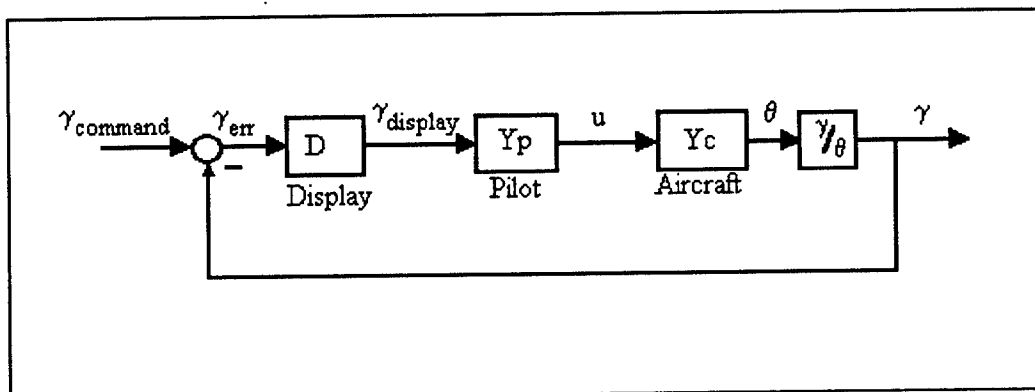 γcommand
γerr
D
Display
γdisplay
Yp
Pilot
u
Yc
Aircraft
θ
γ/θ
γ
−